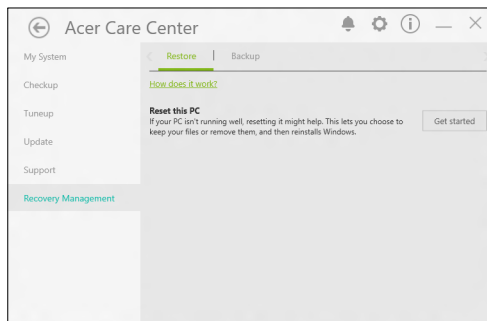 Acer Care Center
My System
Checkup
Tuneup
Update
Support
Recovery Management
Restore | Backup
How does it work?
Reset this PC
If your PC isn't running well, resetting it might help. This lets you choose to
keep your files or remove them, and then reinstalls Windows.
Get started